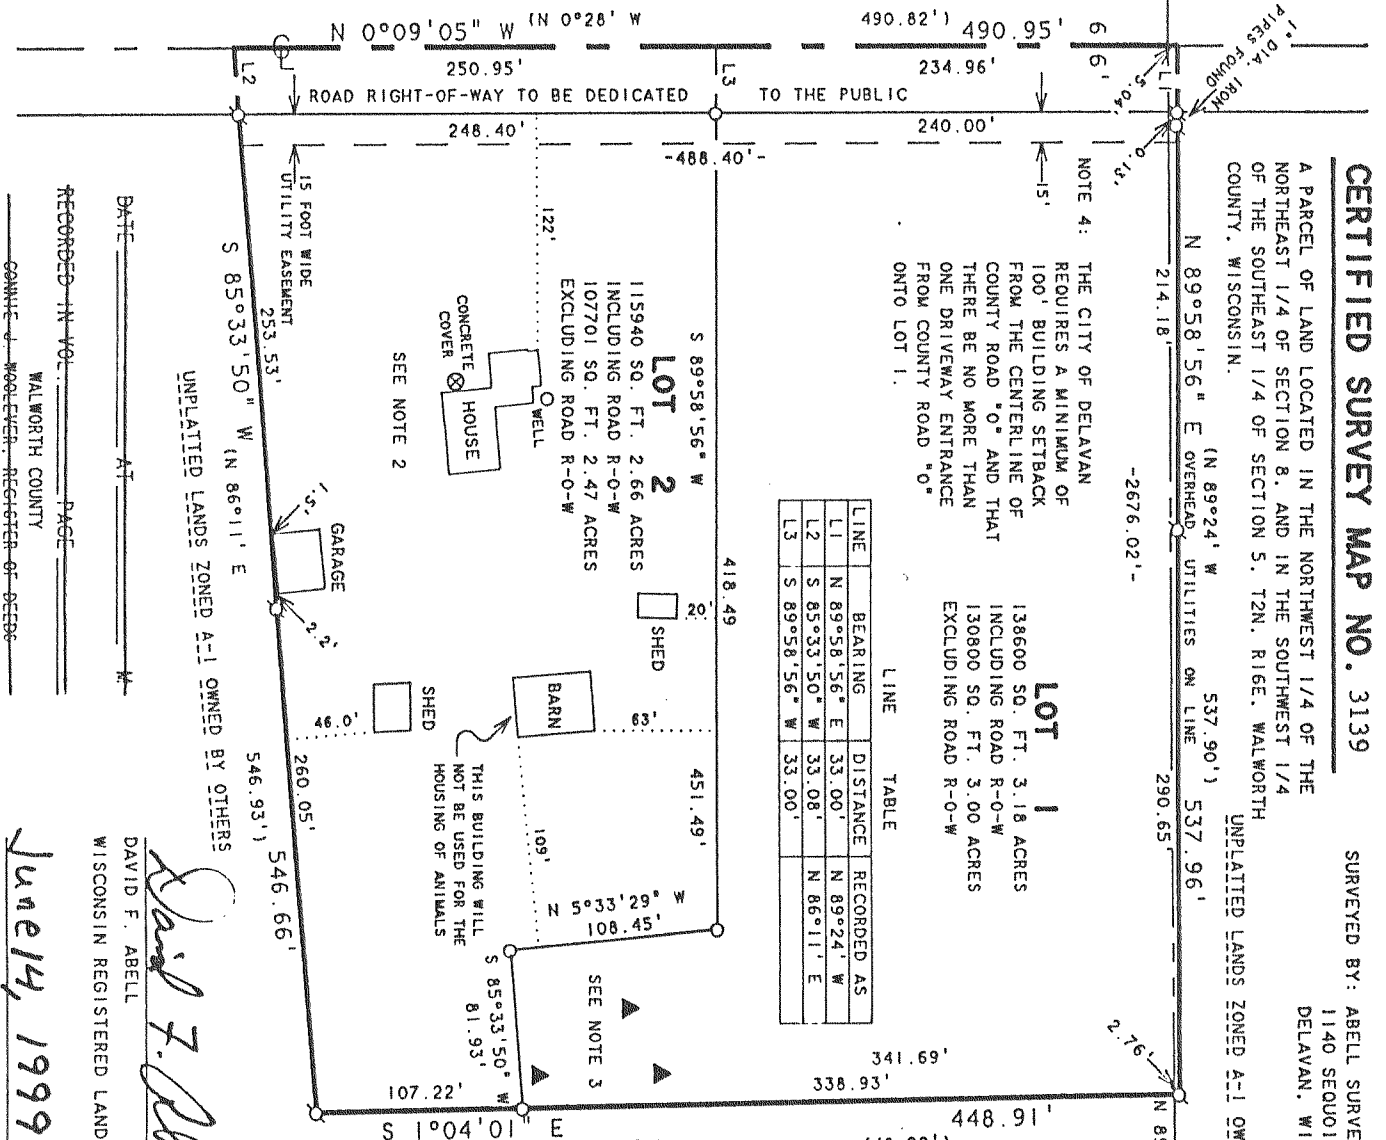 CERTIFIED SURVEY MAP NO. 3139
A PARCEL OF LAND LOCATED IN THE NORTHWEST 1/4 OF THE
NORTHEAST 1/4 OF SECTION 8, AND IN THE SOUTHWEST 1/4
OF THE SOUTHEAST 1/4 OF SECTION 5, T2N, R16E, WALWORTH
COUNTY, WISCONSIN.
SURVEYED BY: ABELL SURVE
1140 SEQUOI
DELAVAN, WI
1" DIA. IRON
PIPES FOUND
UNPLATTED LANDS ZONED A-1 OW
N 89°58'56" E
(N 89°24' W
537.90')
537.96'
OVERHEAD UTILITIES ON LINE
214.18'
290.65'
-2676.02'-
5.04'
0.13'
2.76'
N 0°09'05" W
(N 0°28' W
490.82')
490.95'
66'
250.95'
234.96'
L2
L3
ROAD RIGHT-OF-WAY TO BE DEDICATED TO THE PUBLIC
248.40'
240.00'
-488.40'-
15'
NOTE 4: THE CITY OF DELAVAN
REQUIRES A MINIMUM OF
100' BUILDING SETBACK
FROM THE CENTERLINE OF
COUNTY ROAD "O" AND THAT
THERE BE NO MORE THAN
ONE DRIVEWAY ENTRANCE
FROM COUNTY ROAD "O"
ONTO LOT 1.
LOT 1
138600 SQ. FT. 3.18 ACRES
INCLUDING ROAD R-O-W
130800 SQ. FT. 3.00 ACRES
EXCLUDING ROAD R-O-W
LINE TABLE
LINE BEARING DISTANCE RECORDED AS
L1 N 89°58'56" E 33.00' N 89°24' W
L2 S 85°33'50" W 33.08' N 86°11' E
L3 S 89°58'56" W 33.00'
S 89°58'56" W
418.49
451.49'
LOT 2
115940 SQ. FT. 2.66 ACRES
INCLUDING ROAD R-O-W
107701 SQ. FT. 2.47 ACRES
EXCLUDING ROAD R-O-W
122'
WELL
HOUSE
CONCRETE
COVER
SEE NOTE 2
20'
SHED
BARN
63'
109'
THIS BUILDING WILL
NOT BE USED FOR THE
HOUSING OF ANIMALS
SHED
46.0'
GARAGE
1.5'
2.2'
N 5°33'29" W
108.45'
S 85°33'50" W
81.93'
SEE NOTE 3
341.69'
338.93'
448.91'
107.22'
S 1°04'01" E
15 FOOT WIDE
UTILITY EASEMENT
253.53'
260.05'
S 85°33'50" W
(N 86°11' E
546.93')
546.66'
UNPLATTED LANDS ZONED A-1 OWNED BY OTHERS
DATE AT M
RECORDED IN VOL. PAGE
WALWORTH COUNTY
CONNIE J. WOOLEVER, REGISTER OF DEEDS
DAVID F. ABELL
WISCONSIN REGISTERED LAND
June 14, 1999